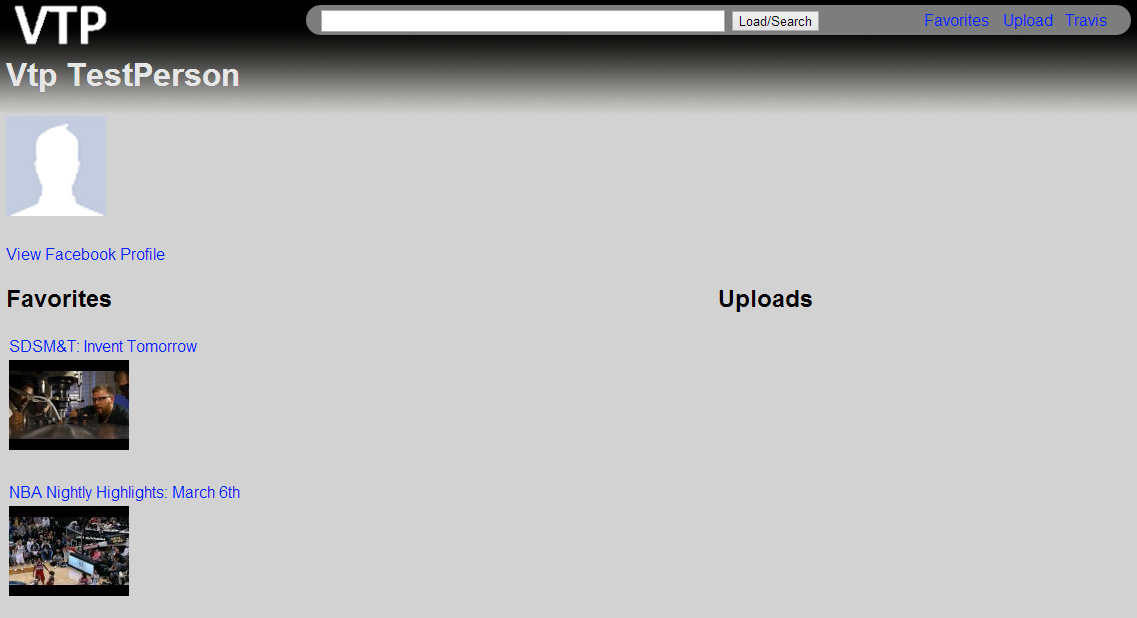 VTP
Load/Search
Favorites Upload Travis
Vtp TestPerson
View Facebook Profile
Favorites
Uploads
SDSM&T: Invent Tomorrow
NBA Nightly Highlights: March 6th